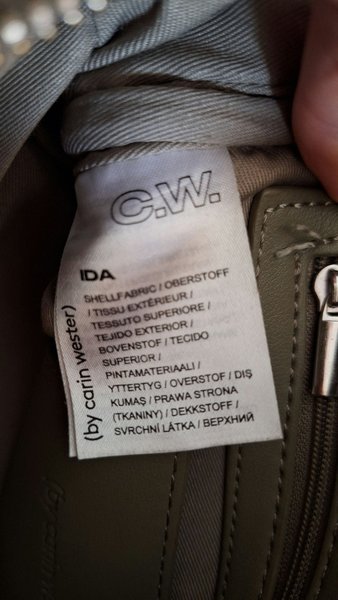 C.W.
(by carin wester)
IDA
SHELLFABRIC / OBERSTOFF
/ TISSU EXTÉRIEUR /
TESSUTO SUPERIORE /
TEJIDO EXTERIOR /
BOVENSTOF / TECIDO
SUPERIOR /
PINTAMATERIAALI /
YTTERTYG / OVERSTOF / DIŞ
KUMAŞ / PRAWA STRONA
(TKANINY) / DEKKSTOFF /
SVRCHNÍ LÁTKA / ВЕРХНИЙ